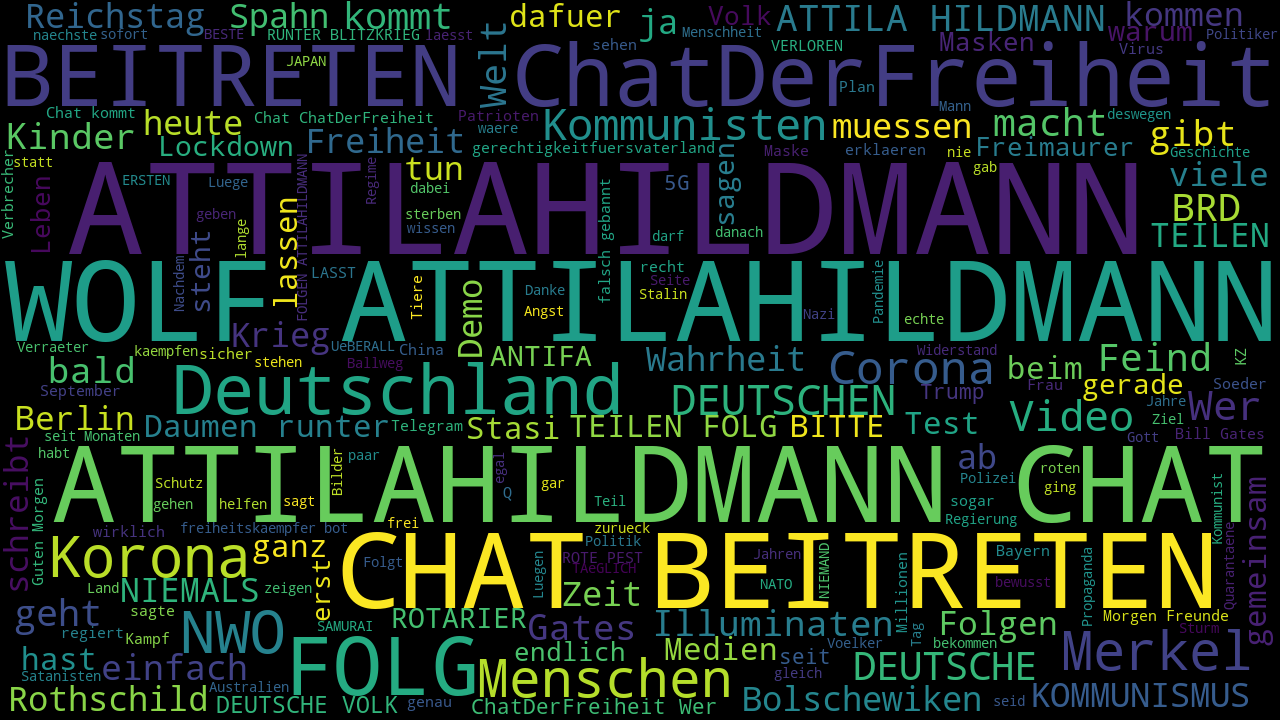 Reichstag Spahn kommt dafuer ja Volk ATTILA HILDMANN kommen
naechste sofort BESTE RUNTER BLITZKRIEG laesst Menschheit warum Politiker
BEITRETEN JAPAN Welt sehen ChatDerFreiheit VERLOREN Masken Virus
Plan
Chat kommt Chat ChatDerFreiheit Patrioten Mann deswegen
Kinder heute Lockdown Freiheit waere Kommunisten muessen macht gibt
gerechtigkeitfuersvaterland Maske erklaeren nie Freimaurer Geschichte
statt Verbrecher tun sagen gab
Leben ERSTEN Luege Regime dabei 5G viele
ATTILAHILDMANN
geben sterben BRD
lange wissen falsch gebannt darf danach TEILEN
FOLGEN ATTILAHILDMANN
WOLF ATTILAHILDMANN
Nachdem steht lassen LASST Tiere recht Seite Pandemie
Danke Stalin
Krieg Demo Angst Nazi echte
Verraeter kaempfen sicher UeBERALL China ANTIFA Wahrheit Widerstand KZ
bald stehen Ballweg Corona beim Feind
September Deutschland DEUTSCHEN Trump Frau gerade Soeder
Berlin Daumen runter Telegram Stasi TEILEN FOLG BITTE Test Video Jahre Wer
seit Monaten Ziel
habt Gott Bill Gates
schreibt ATTILAHILDMANN CHAT
Schutz Bilder paar egal gar ab Polizei roten
gehen helfen sagt Q Teil sogar ging
Guten Morgen Regierung Kommunist
wirklich freiheitskaempfer bot frei zurueck
Politik
Korona ganz CHAT BEITRETEN
Folgt Luegen ROTE PEST Jahren NIEMAND Bayern gemeinsam
TAeGLICH
Land NIEMALS zeigen erst Zeit NATO Millionen bewusst Propaganda Quarantaene
geht sagte ROTARIER Gates Illuminaten Folgen Morgen Freunde
regiert Kampf NWO SAMURAI Tag Sturm
hast endlich Medien Voelker bekommen Merkel
Satanisten einfach FOLG Menschen seit DEUTSCHE
Australien gleich
Rothschild DEUTSCHE VOLK genau ChatDerFreiheit Wer Bolschewiken seid KOMMUNISMUS